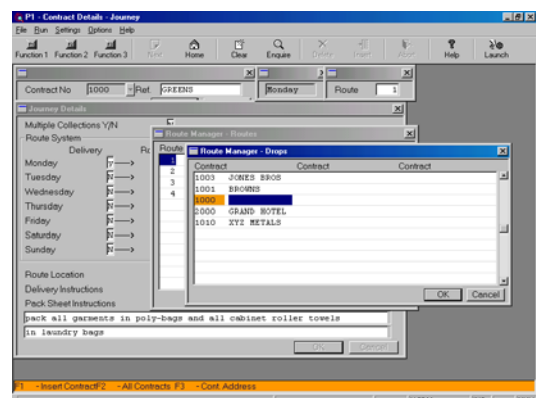 P1 - Contract Details - Journey
File Run Settings Options Help
Function 1 Function 2 Function 3 New Home Clear Enquire Delete Insert Abort Help Launch
Contract No 1000 Ref. GREENS Monday Route 1
Journey Details
Multiple Collections Y/N
Route Manager - Routes
Route System
Delivery
Route
Route Manager - Drops
Contract Contract Contract
Monday Y
1
1003 JONES BROS
Tuesday N
2
1001 BROWNS
Wednesday N
3
1000
Thursday N
4
2000 GRAND HOTEL
Friday N
1010 XYZ METALS
Saturday N
Sunday N
Route Location
Delivery Instructions
OK Cancel
Pack Sheet Instructions
pack all garments in poly-bags and all cabinet roller towels
in laundry bags
OK Cancel
F1 - Insert Contract F2 - All Contracts F3 - Cont. Address